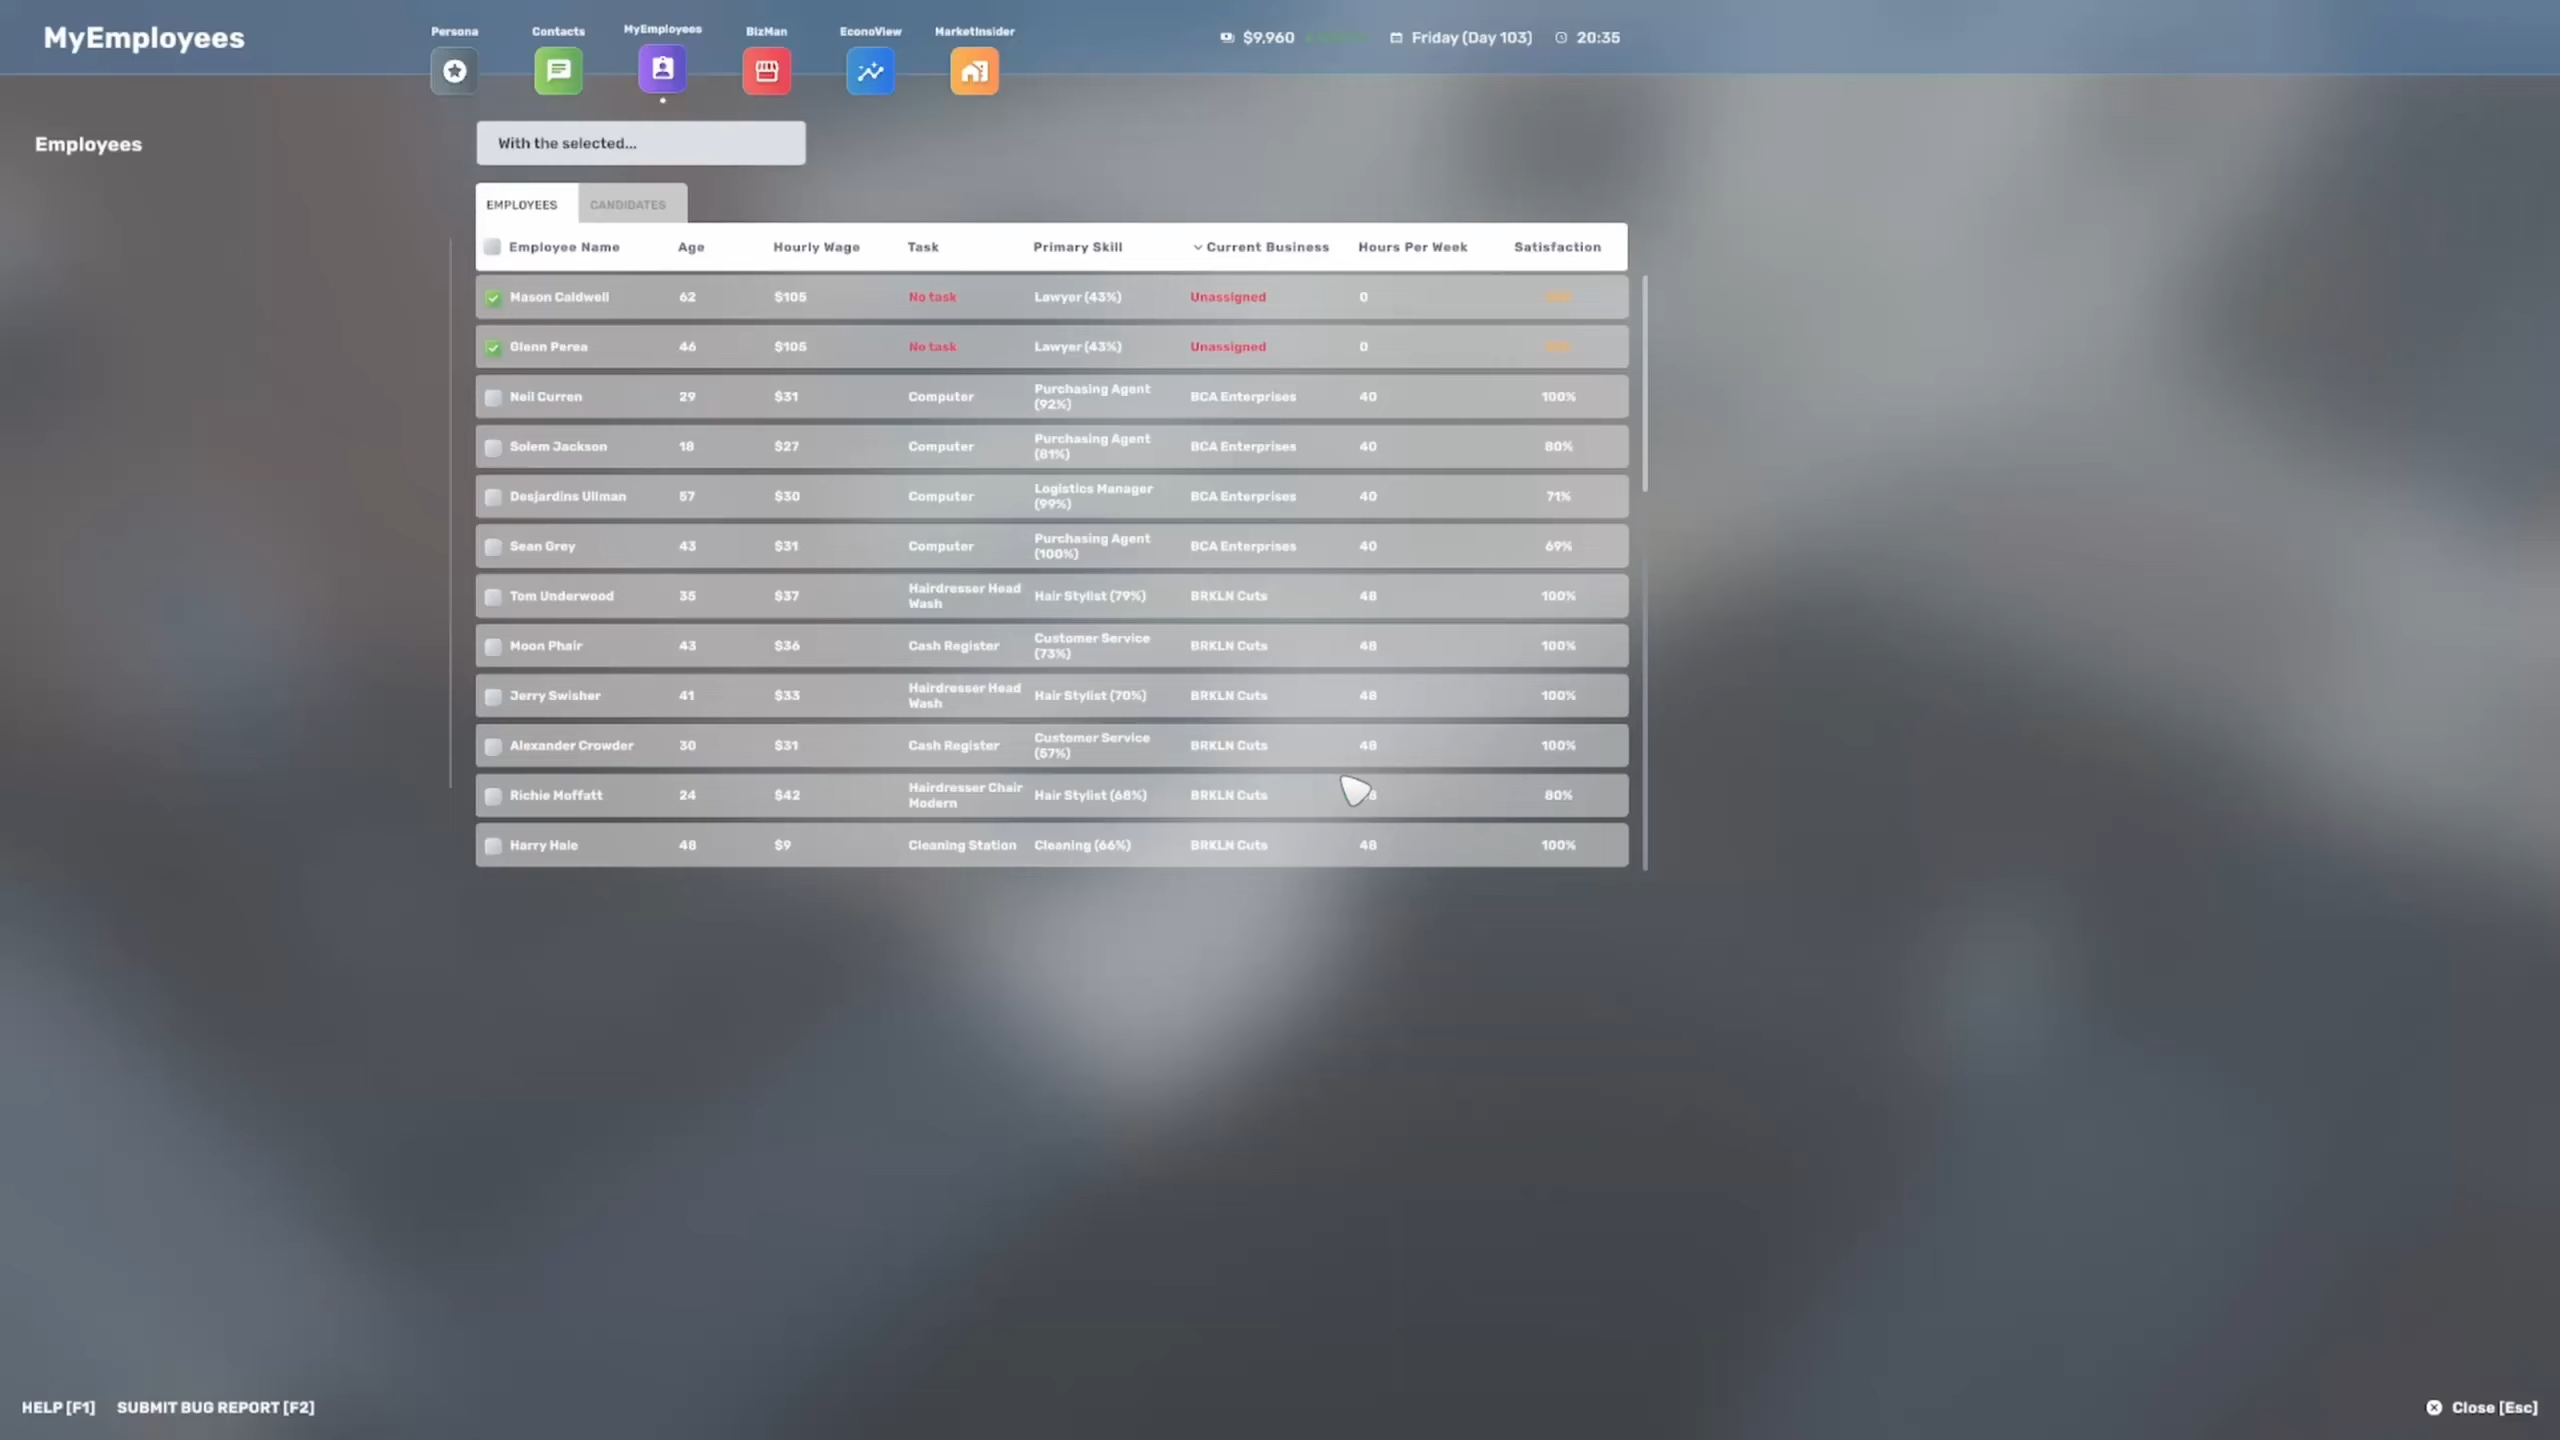 MyEmployees
Persona
Contacts
MyEmployees
BizMan
EconoView
MarketInsider
$9,960
Friday (Day 103)
20:35
Employees
With the selected...
EMPLOYEES
CANDIDATES
Employee Name Age Hourly Wage Task Primary Skill Current Business Hours Per Week Satisfaction
Mason Caldwell 62 $105 No task Lawyer (43%) Unassigned 0
Glenn Perea 46 $105 No task Lawyer (43%) Unassigned 0
Neil Curren 29 $31 Computer Purchasing Agent (92%) BCA Enterprises 40 100%
Solem Jackson 18 $27 Computer Purchasing Agent (81%) BCA Enterprises 40 80%
Desjardins Ullman 57 $30 Computer Logistics Manager (99%) BCA Enterprises 40 71%
Sean Grey 43 $31 Computer Purchasing Agent (100%) BCA Enterprises 40 69%
Tom Underwood 35 $37 Hairdresser Head Wash Hair Stylist (79%) BRKLN Cuts 48 100%
Moon Phair 43 $36 Cash Register Customer Service (73%) BRKLN Cuts 48 100%
Jerry Swisher 41 $33 Hairdresser Head Wash Hair Stylist (70%) BRKLN Cuts 48 100%
Alexander Crowder 30 $31 Cash Register Customer Service (57%) BRKLN Cuts 48 100%
Richie Moffatt 24 $42 Hairdresser Chair Modern Hair Stylist (68%) BRKLN Cuts 80%
Harry Hale 48 $9 Cleaning Station Cleaning (66%) BRKLN Cuts 48 100%
HELP [F1]
SUBMIT BUG REPORT [F2]
Close [Esc]